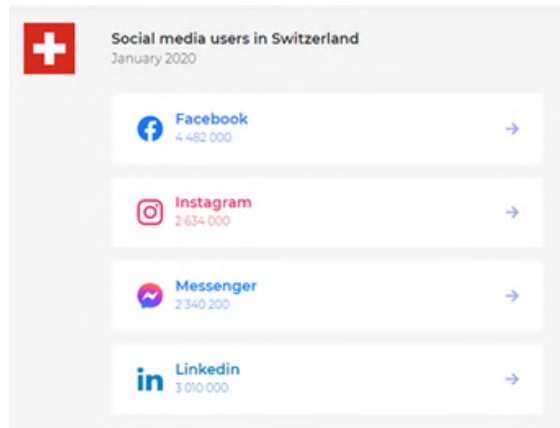 Social media users in Switzerland
January 2020
Facebook
4 482 000
Instagram
2 634 000
Messenger
2 340 200
in Linkedin
3 010 000